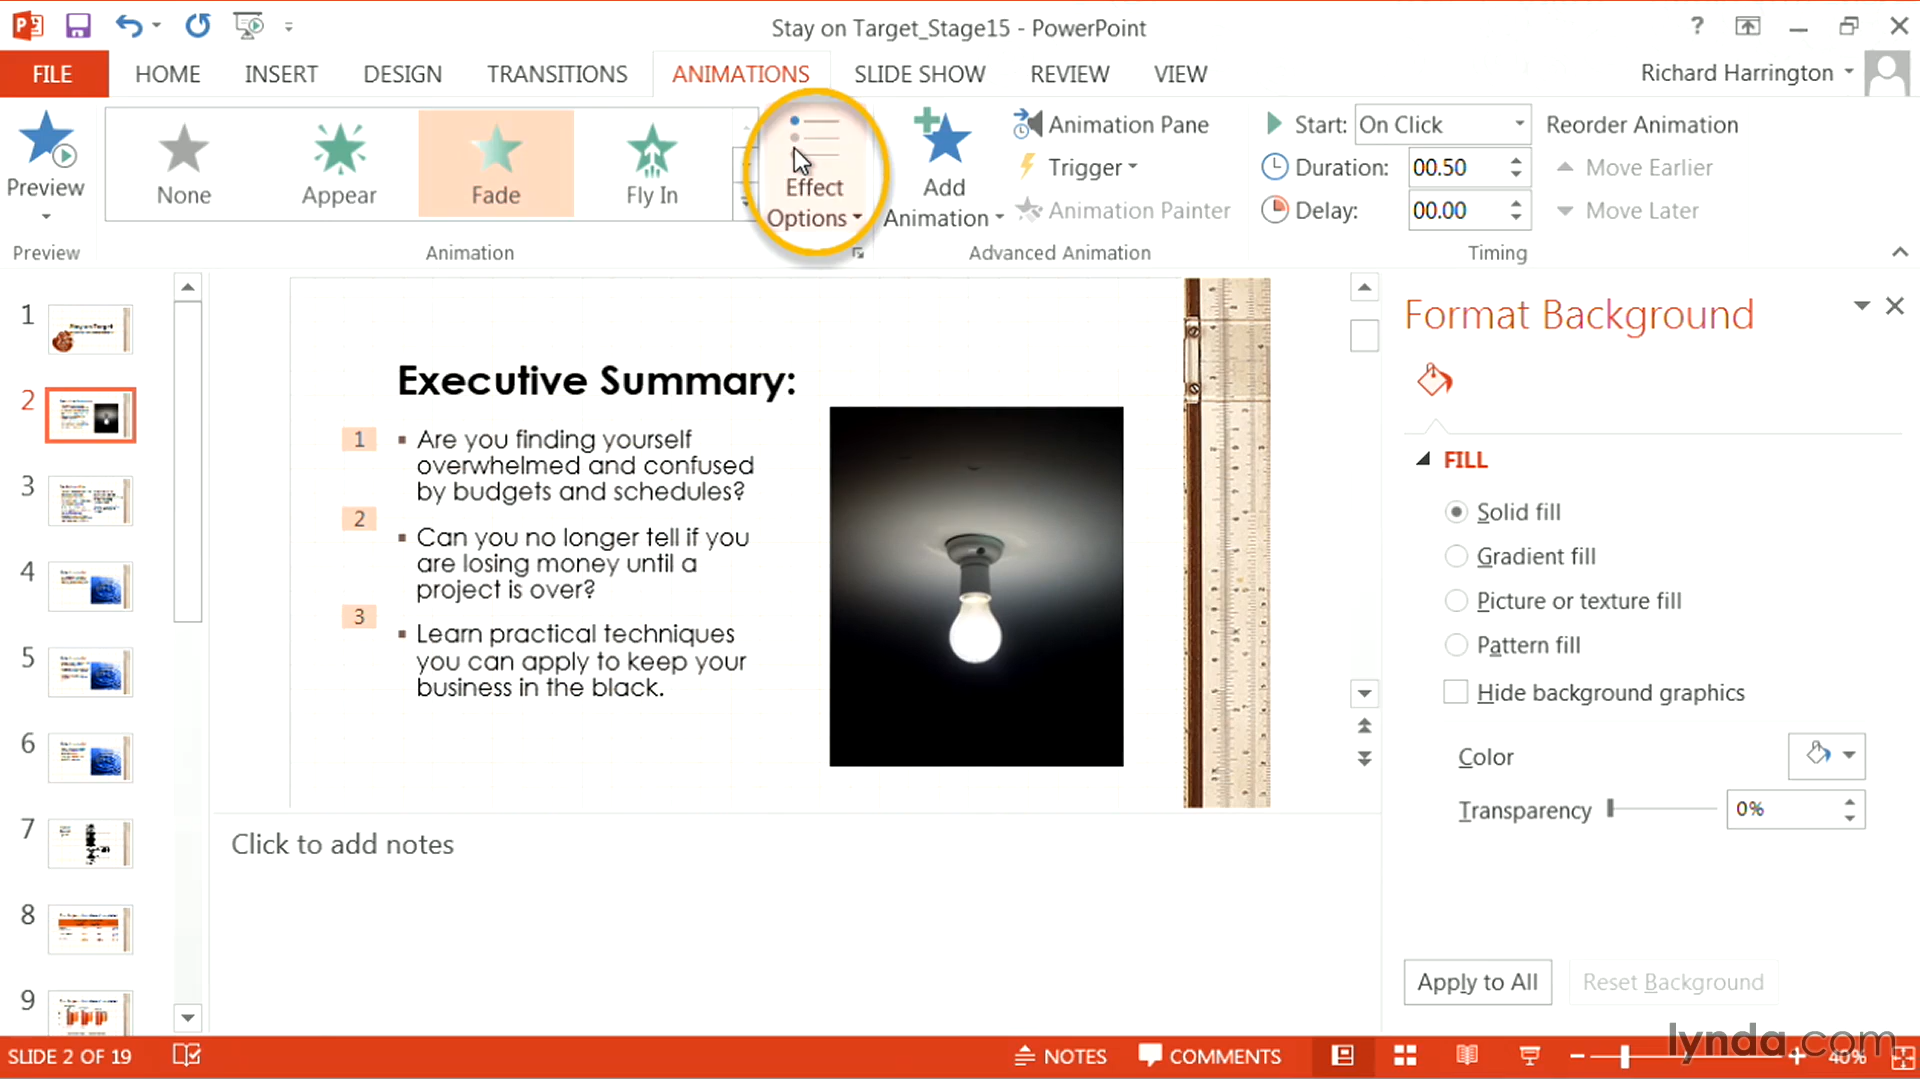 Stay on Target_Stage15 - PowerPoint
?
FILE
HOME
INSERT
DESIGN
TRANSITIONS
ANIMATIONS
SLIDE SHOW
REVIEW
VIEW
Richard Harrington
Preview
None
Appear
Fade
Fly In
Effect
Options
Add
Animation
Animation Pane
Trigger
Animation Painter
Start:
On Click
Duration:
00.50
Delay:
00.00
Reorder Animation
Move Earlier
Move Later
Preview
Animation
Advanced Animation
Timing
1
2
3
4
5
6
7
8
9
Stay on Target
Executive Summary:
1
Are you finding yourself
overwhelmed and confused
by budgets and schedules?
2
Can you no longer tell if you
are losing money until a
project is over?
3
Learn practical techniques
you can apply to keep your
business in the black.
Click to add notes
Format Background
FILL
Solid fill
Gradient fill
Picture or texture fill
Pattern fill
Hide background graphics
Color
Transparency
0%
Apply to All
Reset Background
SLIDE 2 OF 19
NOTES
COMMENTS
40%
lynda.com